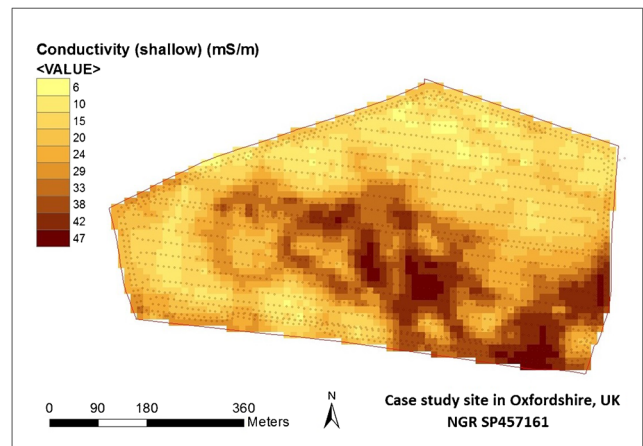 Conductivity (shallow) (mS/m)
<VALUE>
6
10
15
20
24
29
33
38
42
47
0 90 180 360
Meters
N
Case study site in Oxfordshire, UK
NGR SP457161